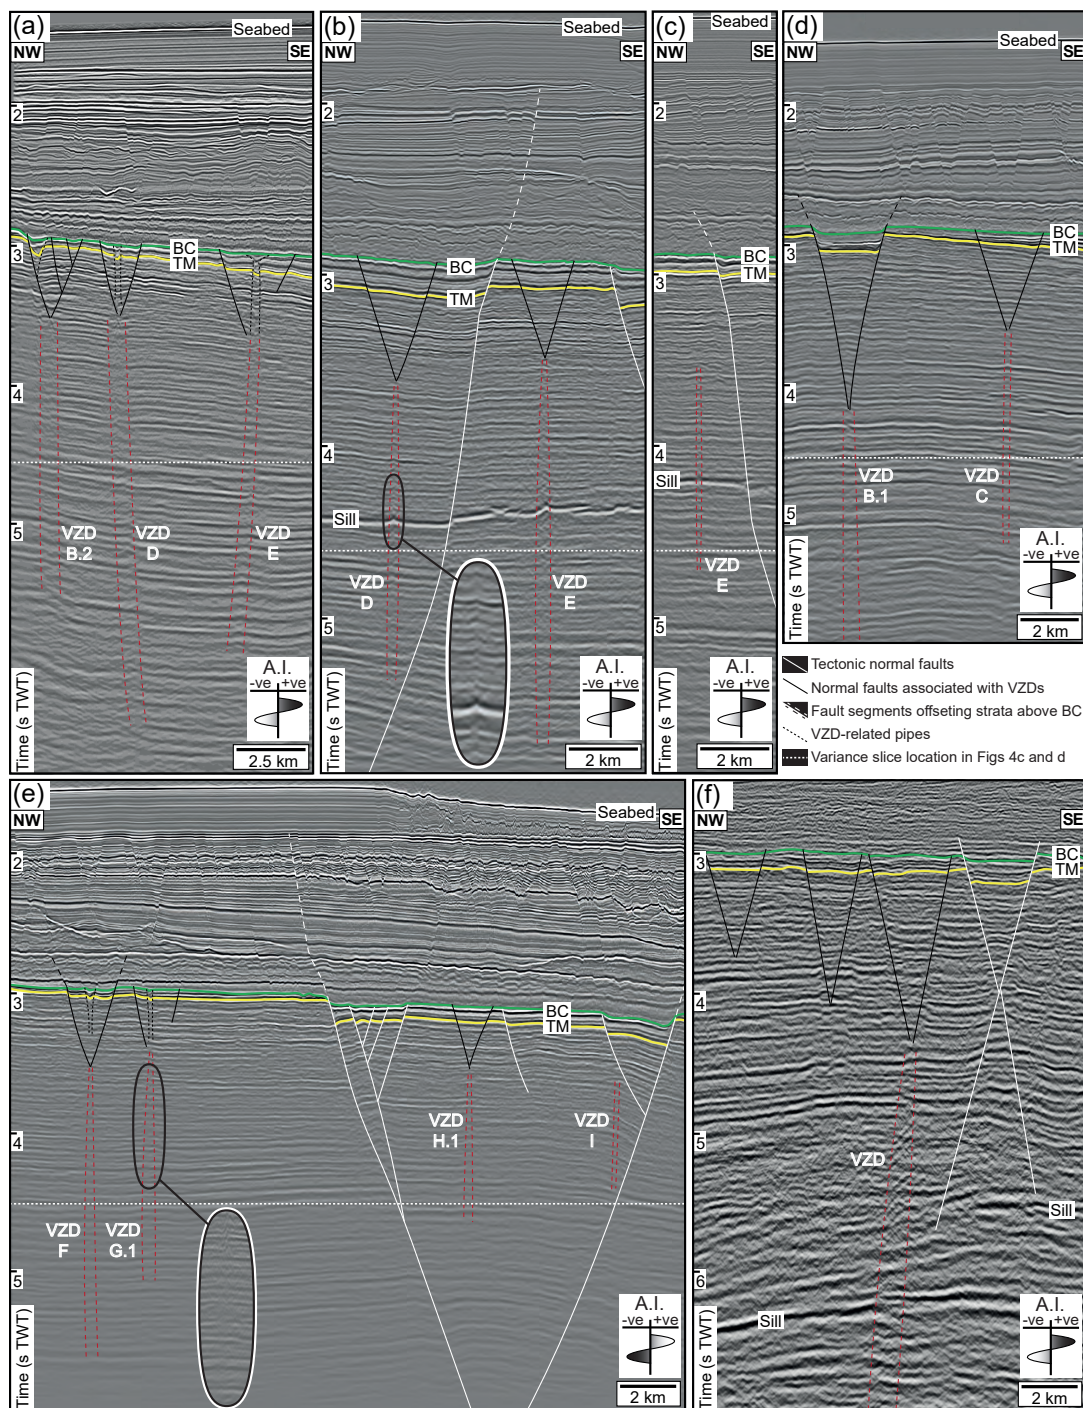 (a)
NW
Seabed
SE
2
3
BC
TM
4
5
VZD
B.2
VZD
D
VZD
E
Time (s TWT)
A.I.
-ve +ve
2.5 km
(b)
NW
Seabed
SE
2
3
BC
TM
4
Sill
VZD
D
VZD
E
5
Time (s TWT)
A.I.
-ve +ve
2 km
(c)
NW
Seabed
SE
2
3
BC
TM
4
Sill
VZD
E
5
Time (s TWT)
A.I.
-ve +ve
2 km
(d)
NW
Seabed
SE
2
3
BC
TM
4
VZD
B.1
VZD
C
5
Time (s TWT)
A.I.
-ve +ve
2 km
Tectonic normal faults
Normal faults associated with VZDs
Fault segments offseting strata above BC
VZD-related pipes
Variance slice location in Figs 4c and d
(e)
NW
Seabed
SE
2
3
BC
TM
4
VZD
H.1
VZD
I
VZD
F
VZD
G.1
5
Time (s TWT)
A.I.
-ve +ve
2 km
(f)
NW
SE
3
BC
TM
4
5
VZD
Sill
6
Sill
Time (s TWT)
A.I.
-ve +ve
2 km